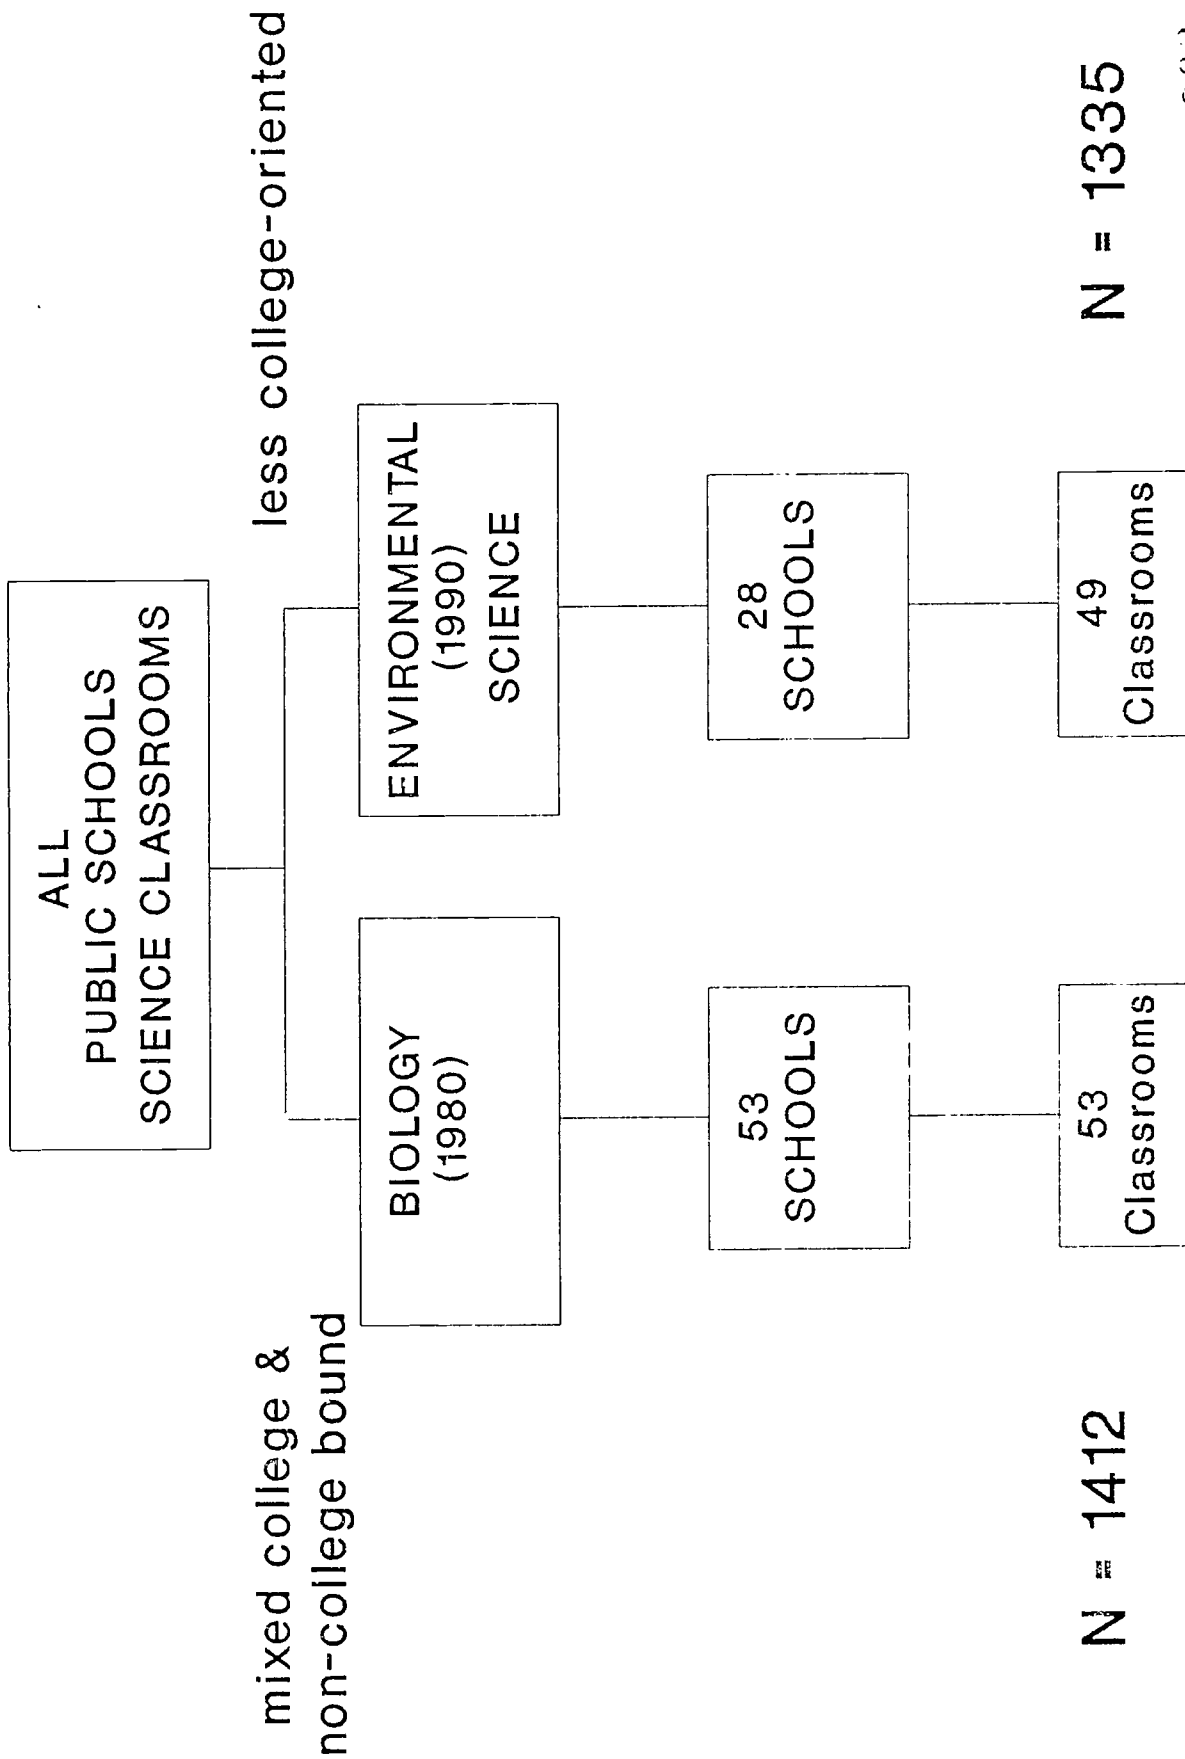 ALL
PUBLIC SCHOOLS
SCIENCE CLASSROOMS
mixed college &
non-college bound
less college-oriented
BIOLOGY
(1980)
ENVIRONMENTAL
(1990)
SCIENCE
53
SCHOOLS
28
SCHOOLS
53
Classrooms
49
Classrooms
N = 1412
N = 1335